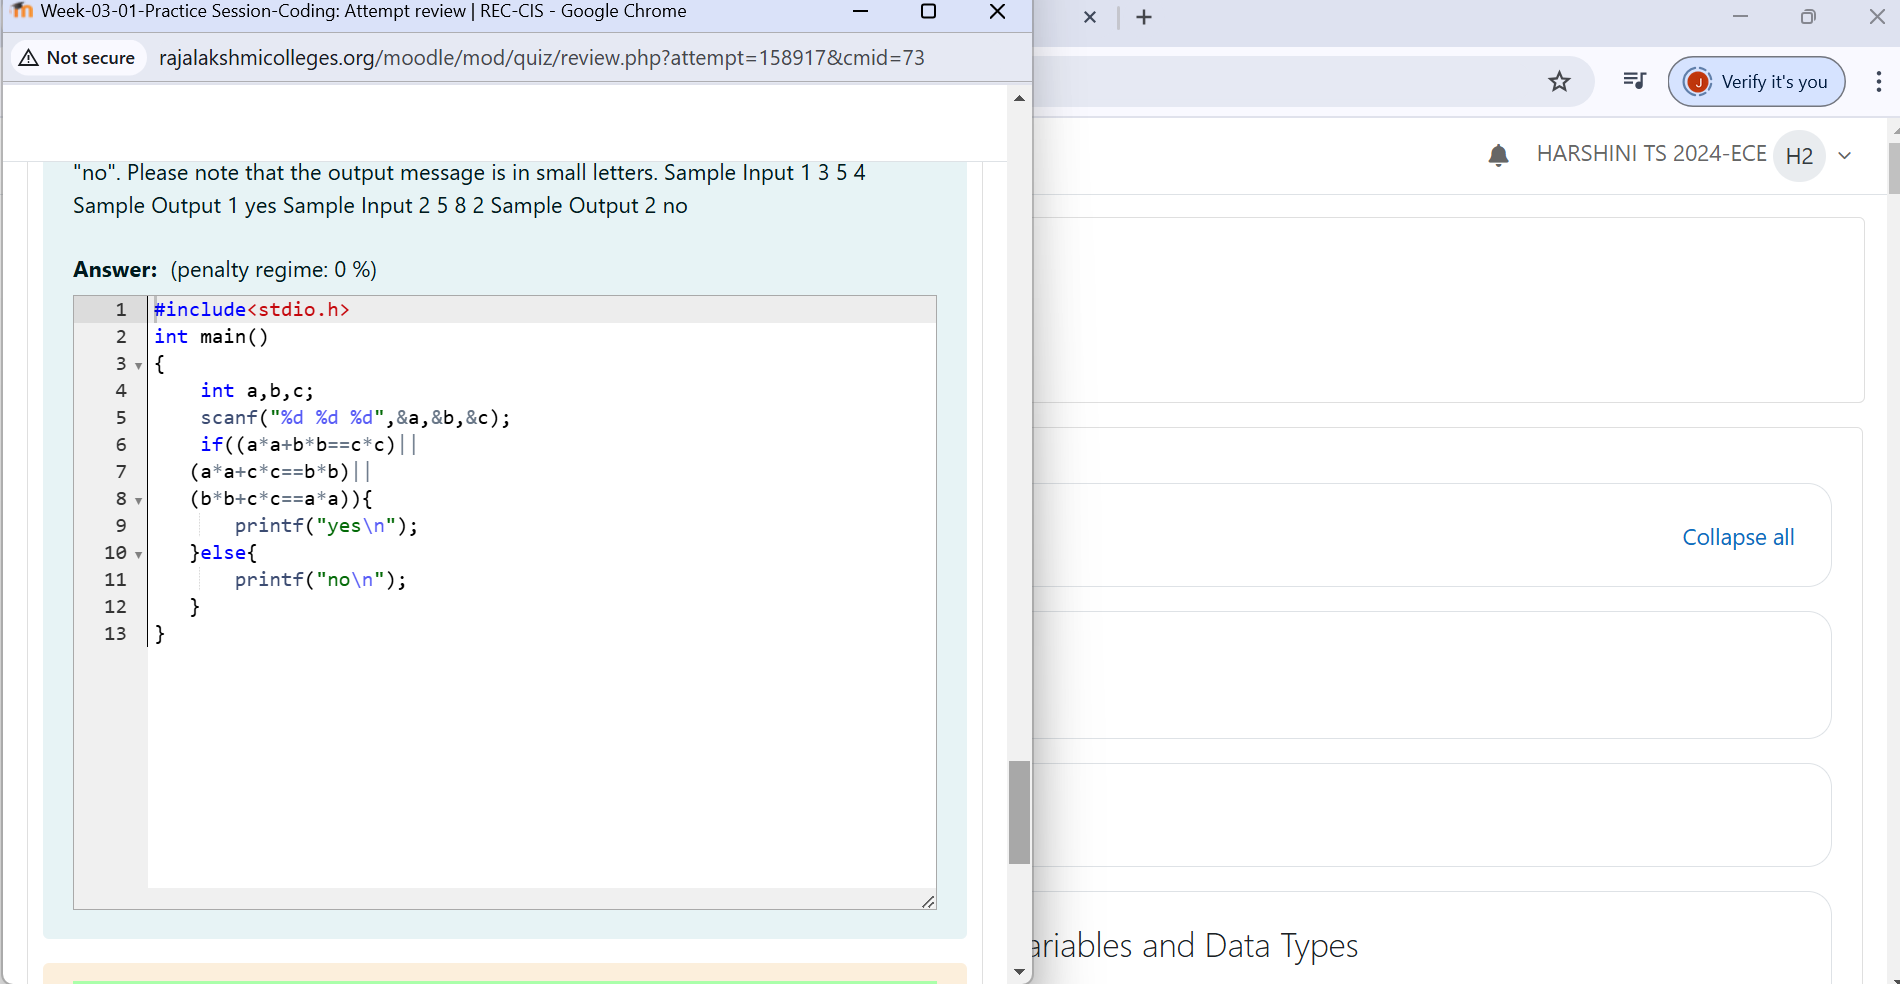 Week-03-01-Practice Session-Coding: Attempt review | REC-CIS - Google Chrome
Not secure rajalakshmicolleges.org/moodle/mod/quiz/review.php?attempt=158917&cmid=73
Verify it's you
J
HARSHINI TS 2024-ECE H2
"no". Please note that the output message is in small letters. Sample Input 1 3 5 4
Sample Output 1 yes Sample Input 2 5 8 2 Sample Output 2 no
Answer: (penalty regime: 0 %)
1 #include<stdio.h>
2 int main()
3 {
4 int a,b,c;
5 scanf("%d %d %d",&a,&b,&c);
6 if((a*a+b*b==c*c)||
7 (a*a+c*c==b*b)||
8 (b*b+c*c==a*a)){
9 printf("yes\n");
10 }else{
11 printf("no\n");
12 }
13 }
Collapse all
ariables and Data Types